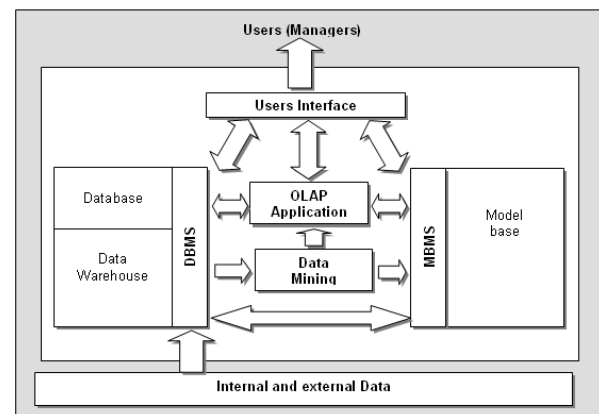 Users (Managers)
Users Interface
Database
Data
Warehouse
DBMS
OLAP
Application
Data
Mining
MBMS
Model
base
Internal and external Data